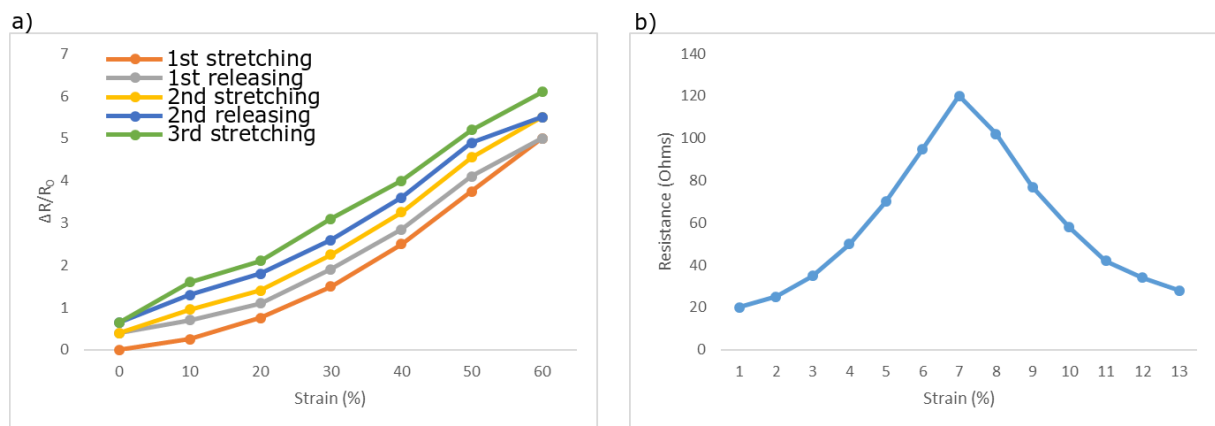 a)
7
6
5
4
3
2
1
0
ΔR/R₀
1st stretching
1st releasing
2nd stretching
2nd releasing
3rd stretching
0 10 20 30 40 50 60
Strain (%)
b)
140
120
100
80
60
40
20
0
Resistance (Ohms)
1 2 3 4 5 6 7 8 9 10 11 12 13
Strain (%)